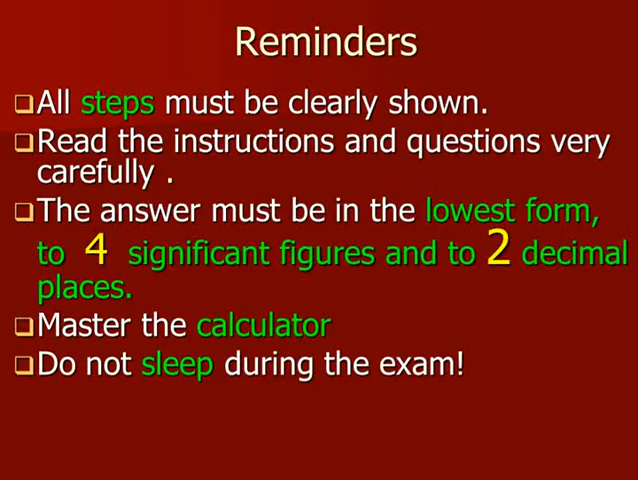 Reminders
All steps must be clearly shown.
Read the instructions and questions very
carefully .
The answer must be in the lowest form,
to 4 significant figures and to 2 decimal
places.
Master the calculator
Do not sleep during the exam!